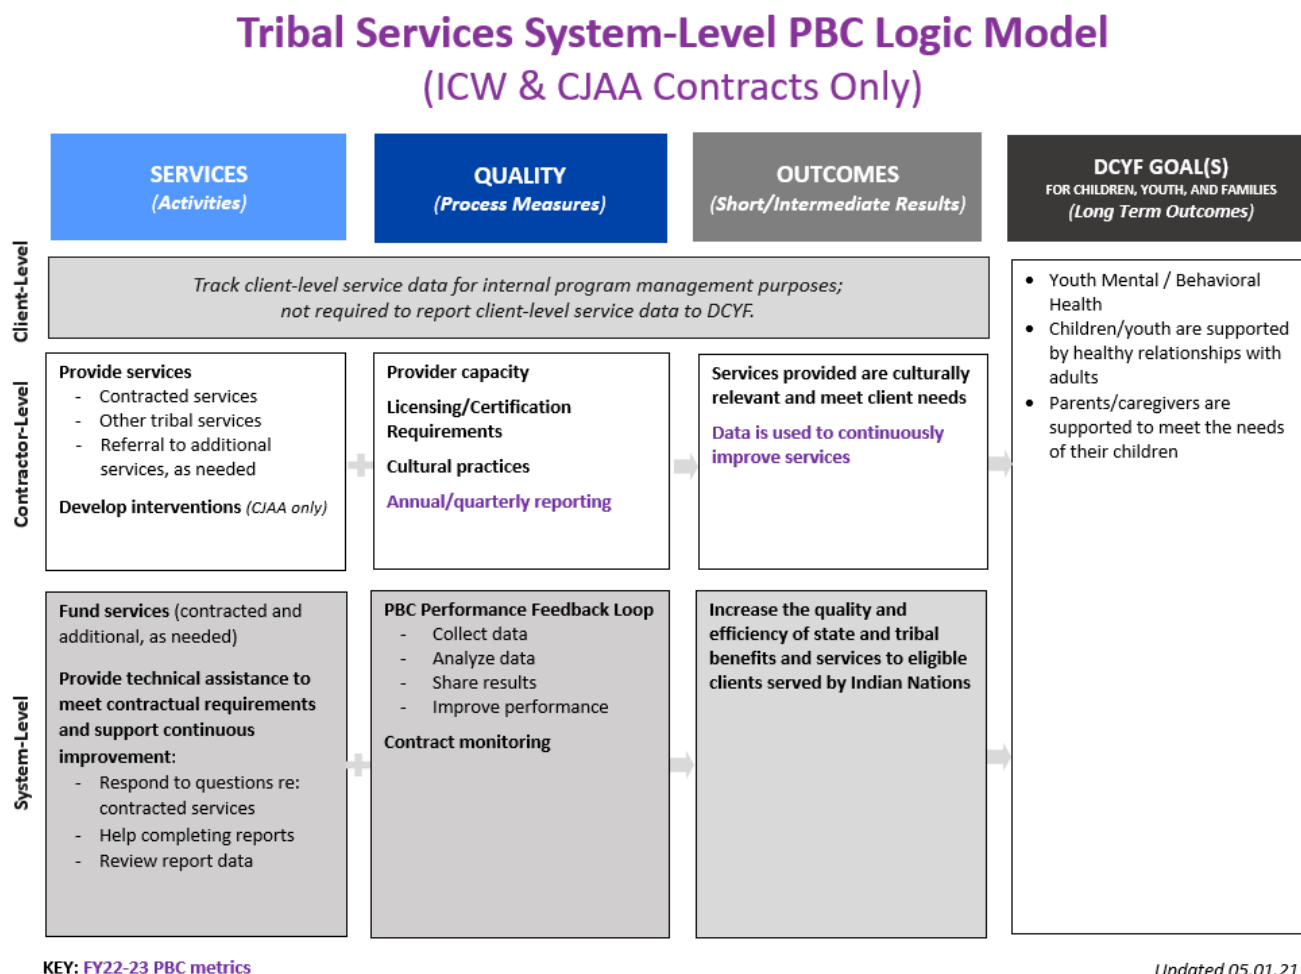 Tribal Services System-Level PBC Logic Model
(ICW & CJAA Contracts Only)
SERVICES
(Activities)
QUALITY
(Process Measures)
OUTCOMES
(Short/Intermediate Results)
DCYF GOAL(S)
FOR CHILDREN, YOUTH, AND FAMILIES
(Long Term Outcomes)
Client-Level
Track client-level service data for internal program management purposes;
not required to report client-level service data to DCYF.
Contractor-Level
Provide services
- Contracted services
- Other tribal services
- Referral to additional
services, as needed
Develop interventions (CJAA only)
Provider capacity
Licensing/Certification
Requirements
Cultural practices
Annual/quarterly reporting
Services provided are culturally
relevant and meet client needs
Data is used to continuously
improve services
System-Level
Fund services (contracted and
additional, as needed)
Provide technical assistance to
meet contractual requirements
and support continuous
improvement:
- Respond to questions re:
contracted services
- Help completing reports
- Review report data
PBC Performance Feedback Loop
- Collect data
- Analyze data
- Share results
- Improve performance
Contract monitoring
Increase the quality and
efficiency of state and tribal
benefits and services to eligible
clients served by Indian Nations
• Youth Mental / Behavioral
Health
• Children/youth are supported
by healthy relationships with
adults
• Parents/caregivers are
supported to meet the needs
of their children
KEY: FY22-23 PBC metrics
Updated 05.01.21